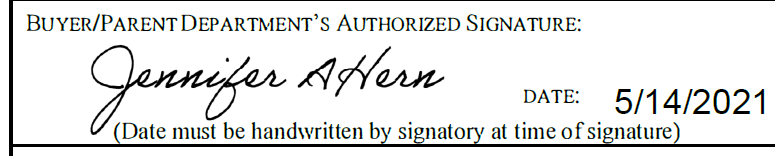 BUYER/PARENT DEPARTMENT'S AUTHORIZED SIGNATURE:
Jennifer A Hern
DATE: 5/14/2021
(Date must be handwritten by signatory at time of signature)